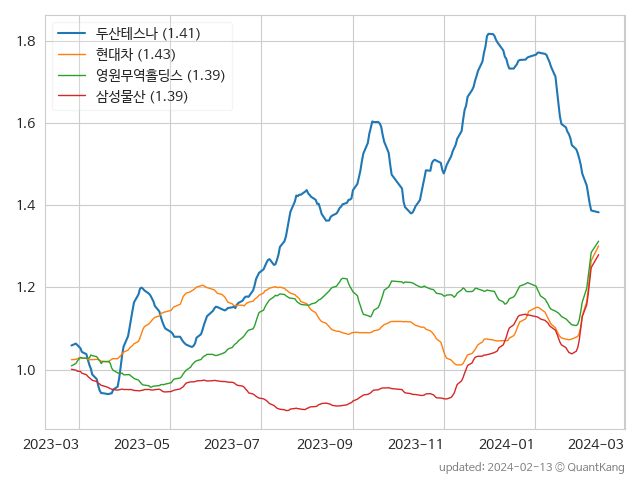 두산테스나 (1.41)
현대차 (1.43)
영원무역홀딩스 (1.39)
삼성물산 (1.39)
1.8
1.6
1.4
1.2
1.0
2023-03 2023-05 2023-07 2023-09 2023-11 2024-01 2024-03
updated: 2024-02-13 © QuantKang